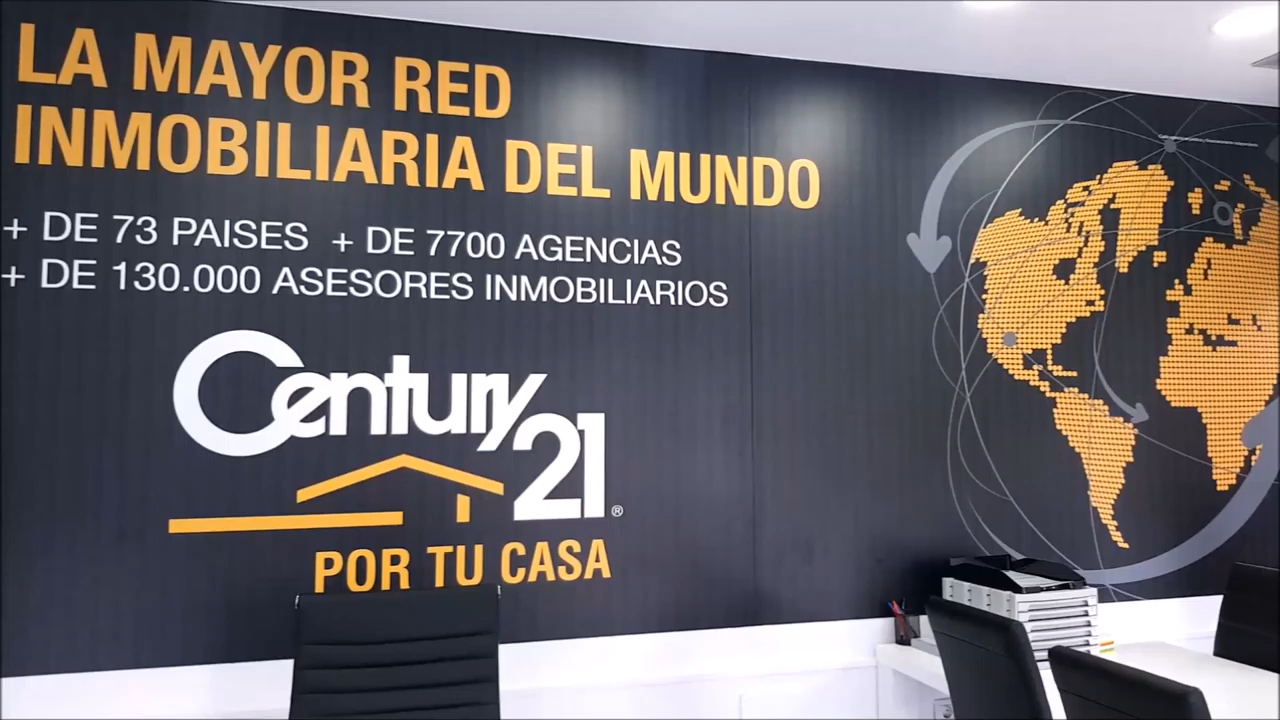 LA MAYOR RED
INMOBILIARIA DEL MUNDO
+ DE 73 PAISES + DE 7700 AGENCIAS
+ DE 130.000 ASESORES INMOBILIARIOS
Century
21®
POR TU CASA